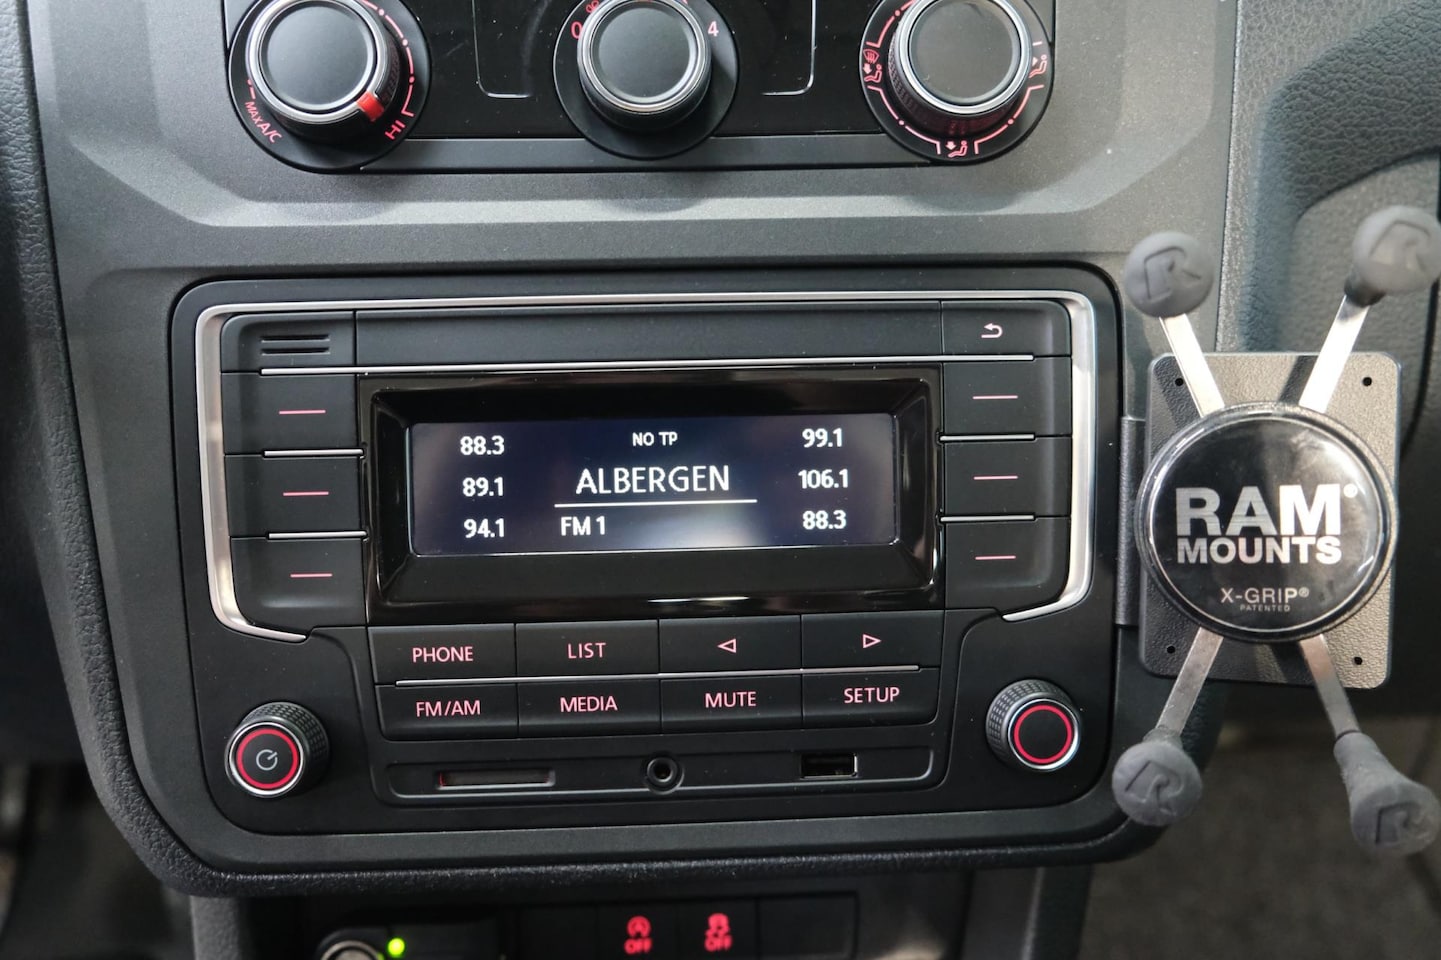 0
4
MAX A/C
HI
88.3 NO TP 99.1
89.1 ALBERGEN 106.1
94.1 FM 1 88.3
PHONE LIST
FM/AM MEDIA MUTE SETUP
RAM®
MOUNTS
X-GRIP®
PATENTED
R
R
R
R
OFF OFF